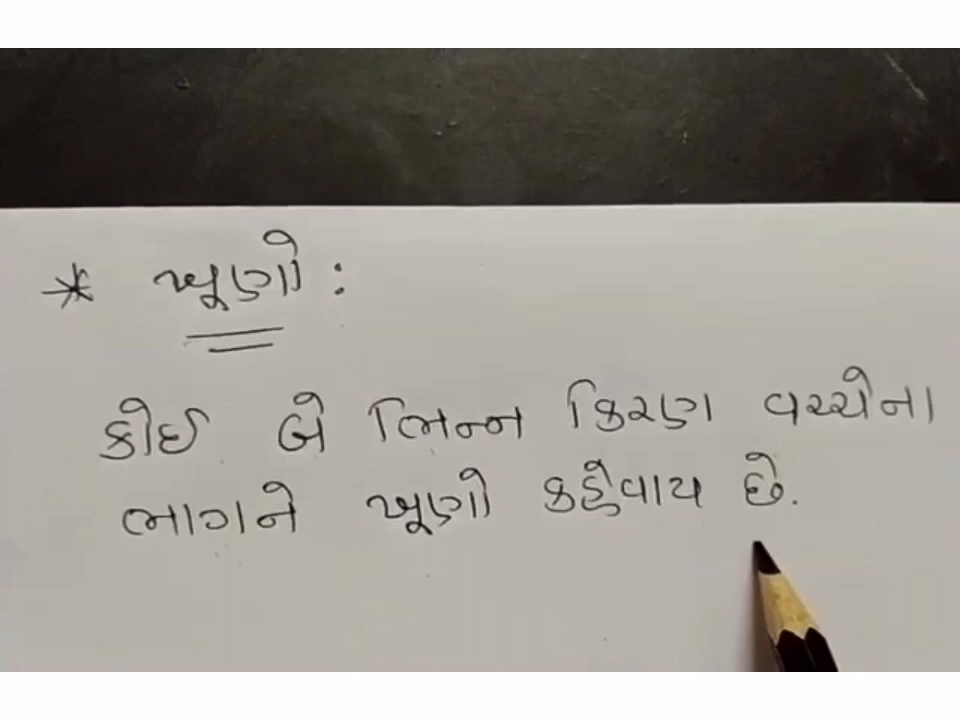 * ખૂણો :
કોઈ બે ભિન્ન કિરણ વચ્ચેના
ભાગને ખૂણો કહેવાય છે.